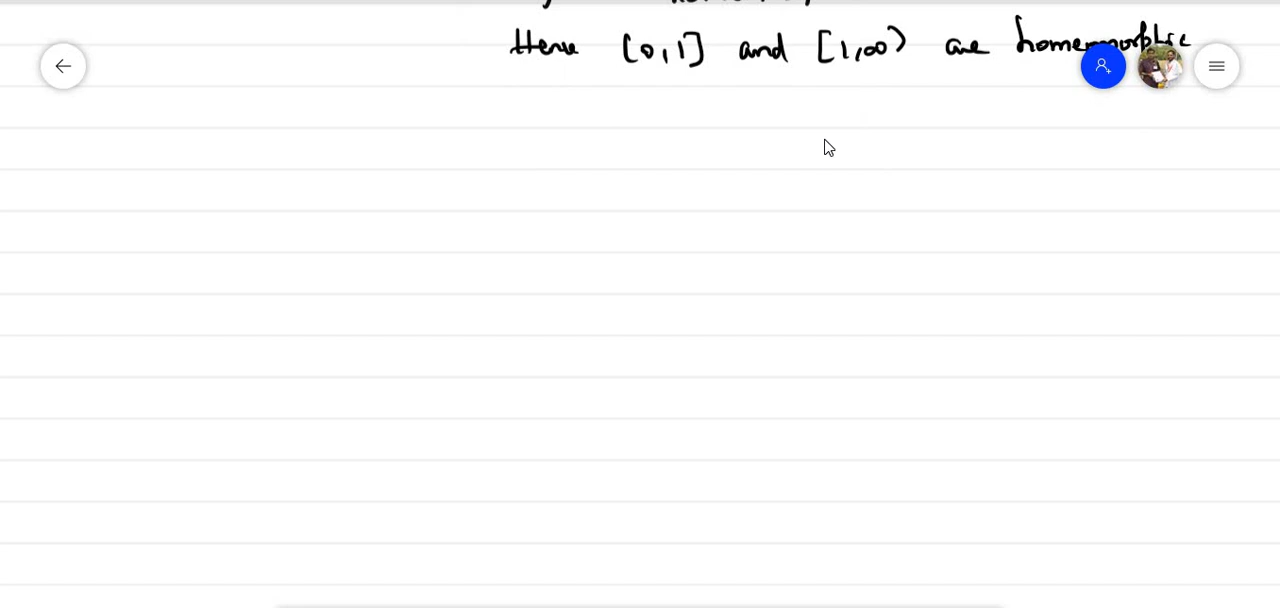 Hence (0,1] and [1,∞) are homeomorphic